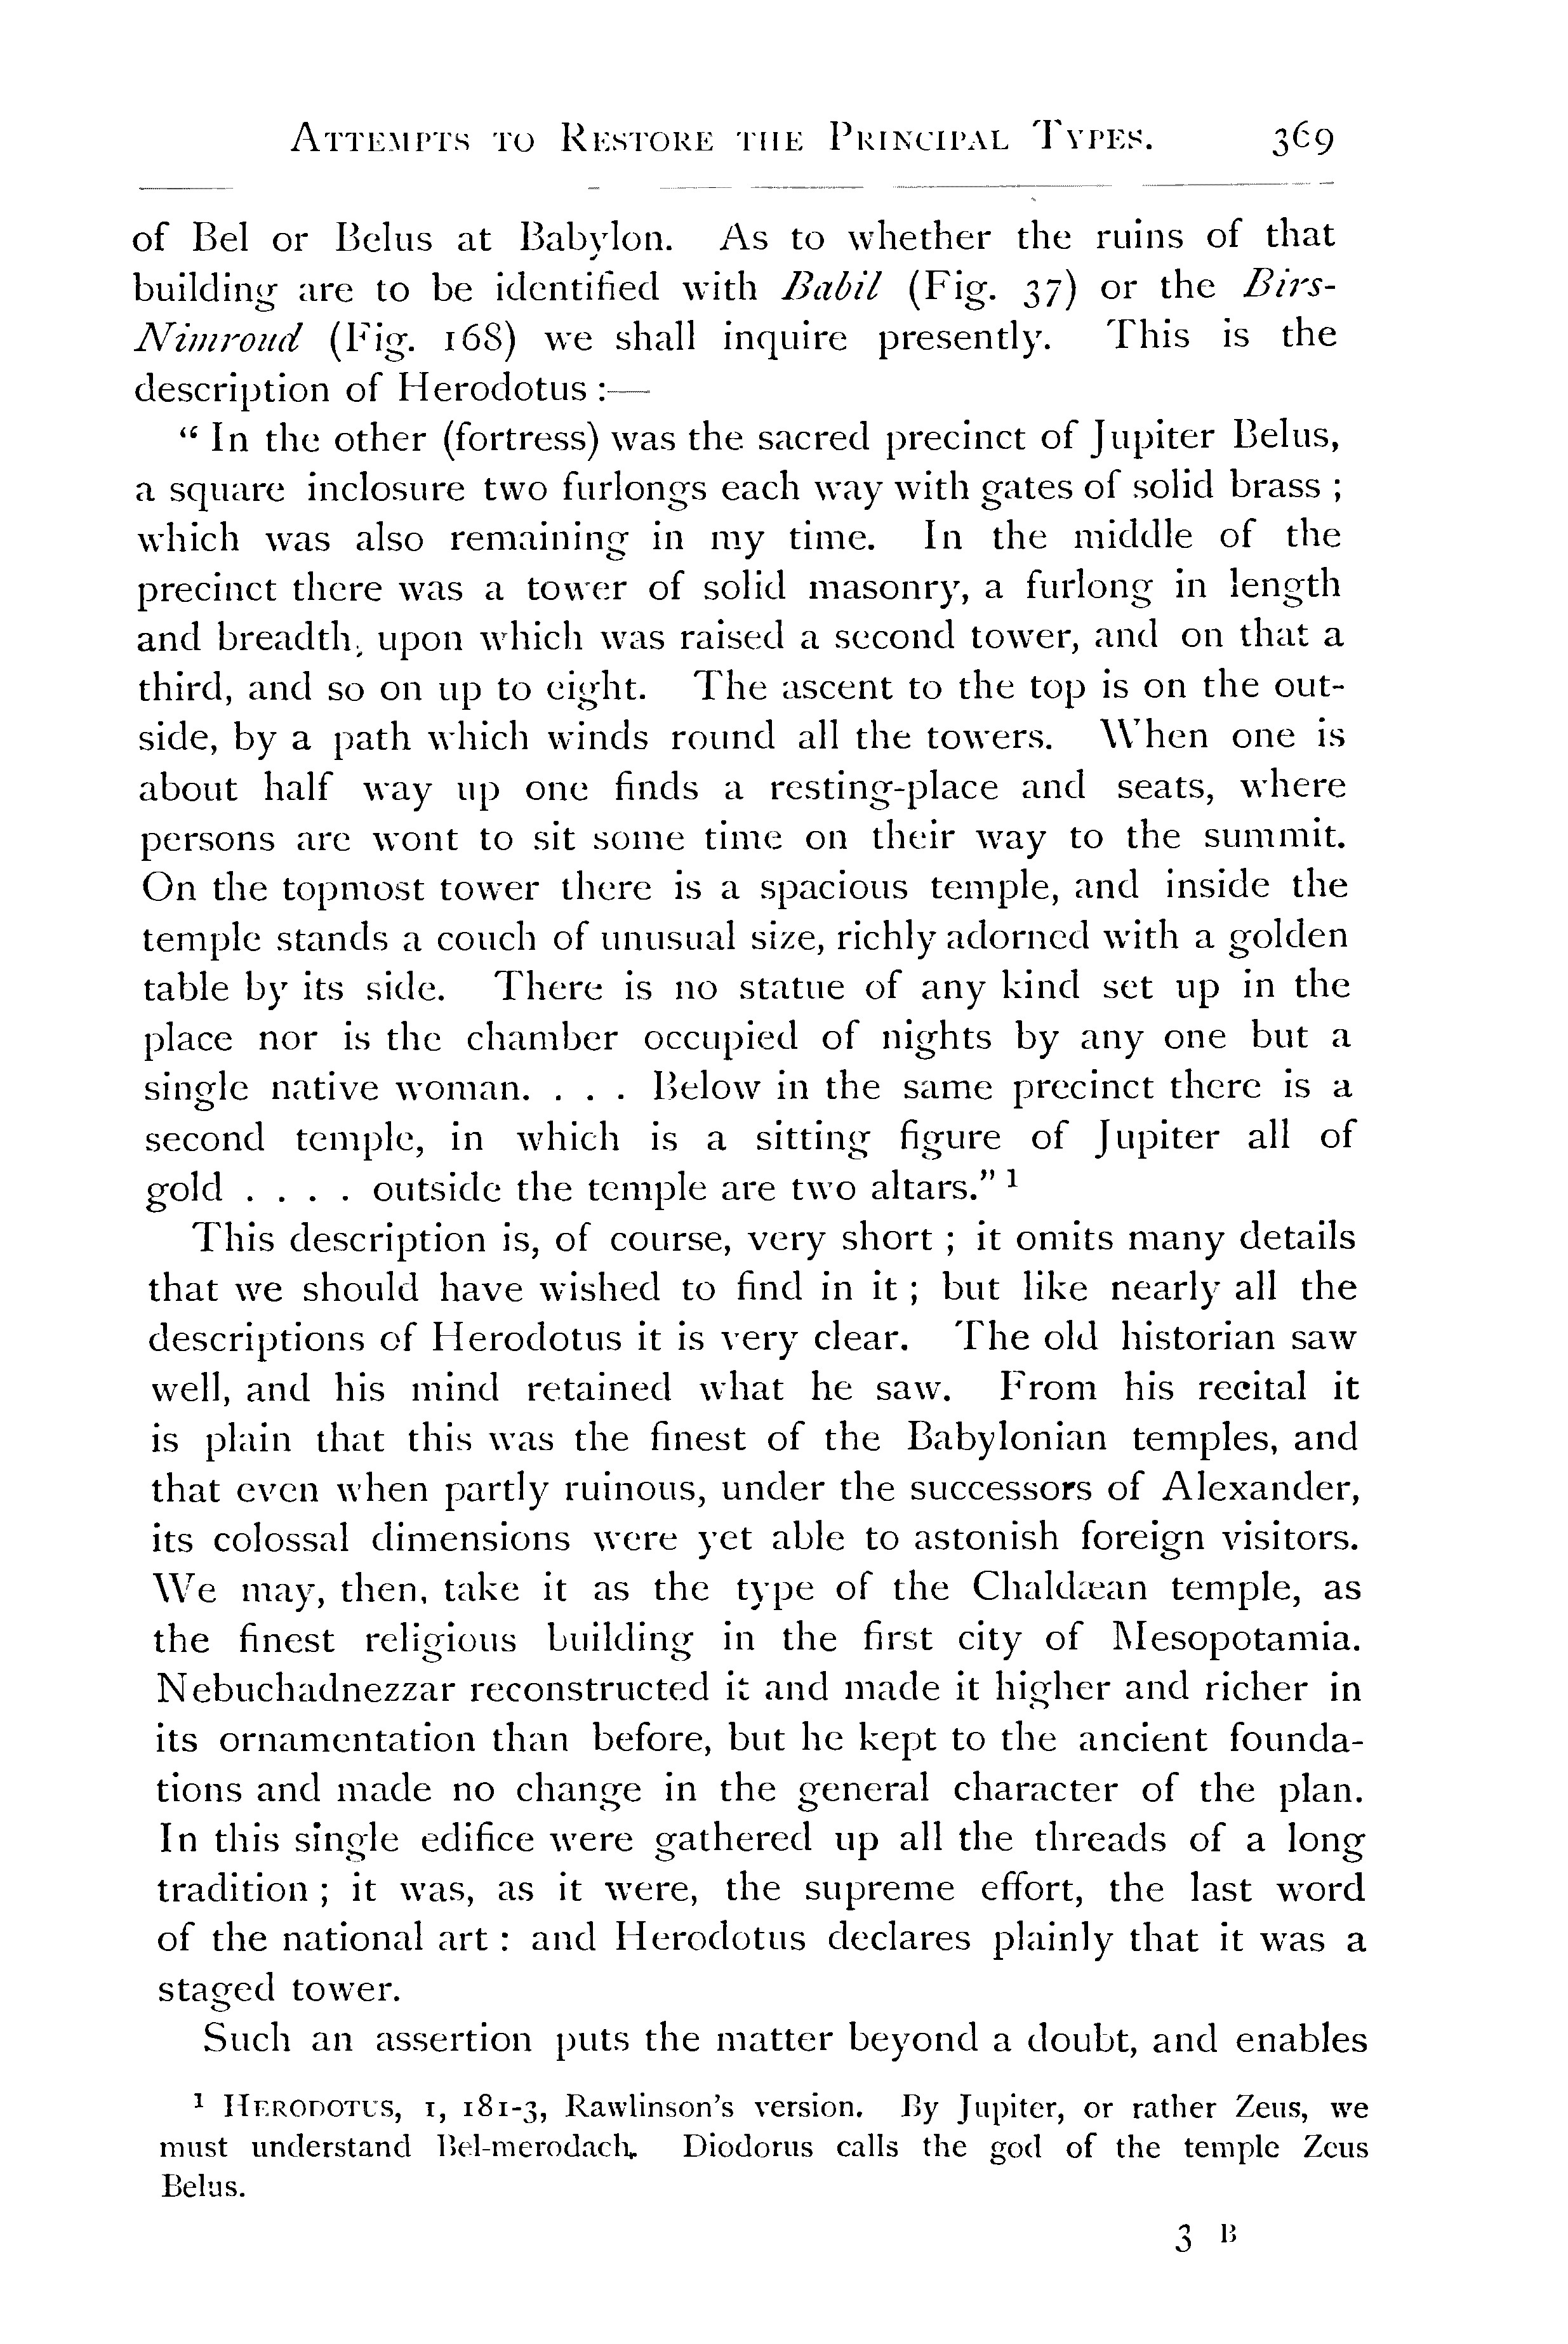 Attempts to Restore the Principal Types. 369
of Bel or Belus at Babylon. As to whether the ruins of that
building are to be identified with Babil (Fig. 37) or the Birs-
Nimroud (Fig. 168) we shall inquire presently. This is the
description of Herodotus :—
“ In the other (fortress) was the sacred precinct of Jupiter Belus,
a square inclosure two furlongs each way with gates of solid brass ;
which was also remaining in my time. In the middle of the
precinct there was a tower of solid masonry, a furlong in length
and breadth, upon which was raised a second tower, and on that a
third, and so on up to eight. The ascent to the top is on the out-
side, by a path which winds round all the towers. When one is
about half way up one finds a resting-place and seats, where
persons are wont to sit some time on their way to the summit.
On the topmost tower there is a spacious temple, and inside the
temple stands a couch of unusual size, richly adorned with a golden
table by its side. There is no statue of any kind set up in the
place nor is the chamber occupied of nights by any one but a
single native woman. . . . Below in the same precinct there is a
second temple, in which is a sitting figure of Jupiter all of
gold . . . . outside the temple are two altars.” 1
This description is, of course, very short ; it omits many details
that we should have wished to find in it ; but like nearly all the
descriptions of Herodotus it is very clear. The old historian saw
well, and his mind retained what he saw. From his recital it
is plain that this was the finest of the Babylonian temples, and
that even when partly ruinous, under the successors of Alexander,
its colossal dimensions were yet able to astonish foreign visitors.
We may, then, take it as the type of the Chaldæan temple, as
the finest religious building in the first city of Mesopotamia.
Nebuchadnezzar reconstructed it and made it higher and richer in
its ornamentation than before, but he kept to the ancient founda-
tions and made no change in the general character of the plan.
In this single edifice were gathered up all the threads of a long
tradition ; it was, as it were, the supreme effort, the last word
of the national art : and Herodotus declares plainly that it was a
staged tower.
Such an assertion puts the matter beyond a doubt, and enables
1 Herodotus, i, 181-3, Rawlinson's version. By Jupiter, or rather Zeus, we
must understand Bel-merodach. Diodorus calls the god of the temple Zeus
Belus.
3 B